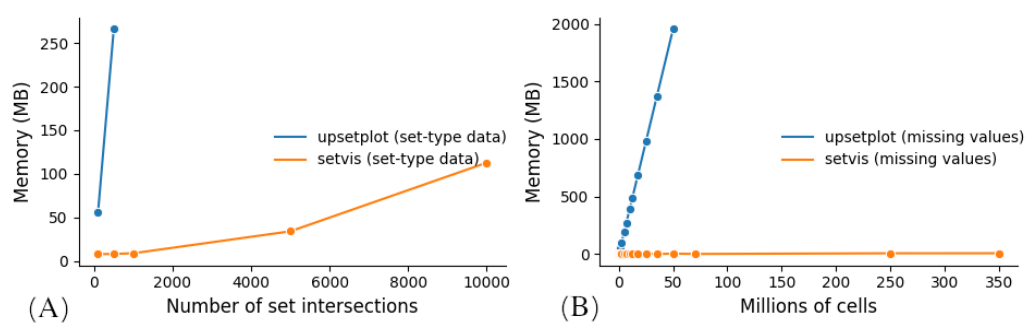 250
200
150
100
50
0
Memory (MB)
upsetplot (set-type data)
setvis (set-type data)
0 2000 4000 6000 8000 10000
Number of set intersections
(A)
2000
1500
1000
500
0
Memory (MB)
upsetplot (missing values)
setvis (missing values)
0 50 100 150 200 250 300 350
Millions of cells
(B)